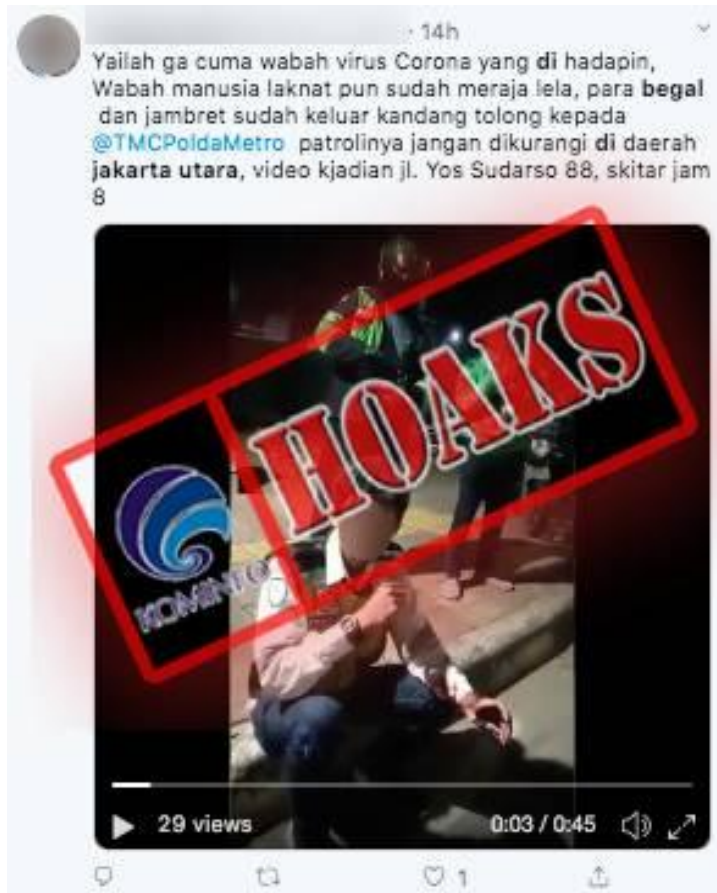 · 14h
Yailah ga cuma wabah virus Corona yang di hadapin,
Wabah manusia laknat pun sudah meraja lela, para begal
dan jambret sudah keluar kandang tolong kepada
@TMCPoldaMetro patrolinya jangan dikurangi di daerah
jakarta utara, video kjadian jl. Yos Sudarso 88, skitar jam
8
HOAKS
KOMINFO
29 views
0:03 / 0:45
1